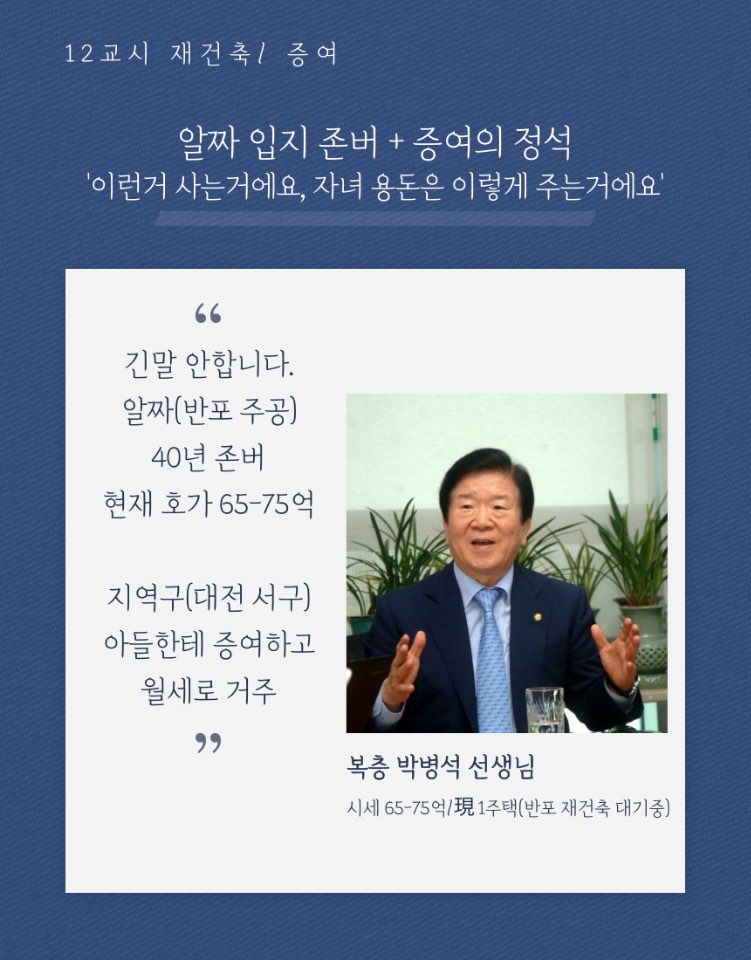 12교시 재건축/ 증여
알짜 입지 존버 + 증여의 정석
'이런거 사는거에요, 자녀 용돈은 이렇게 주는거에요'
“
긴말 안합니다.
알짜(반포 주공)
40년 존버
현재 호가 65-75억
지역구(대전 서구)
아들한테 증여하고
월세로 거주
”
복층 박병석 선생님
시세 65-75억/現 1주택(반포 재건축 대기중)